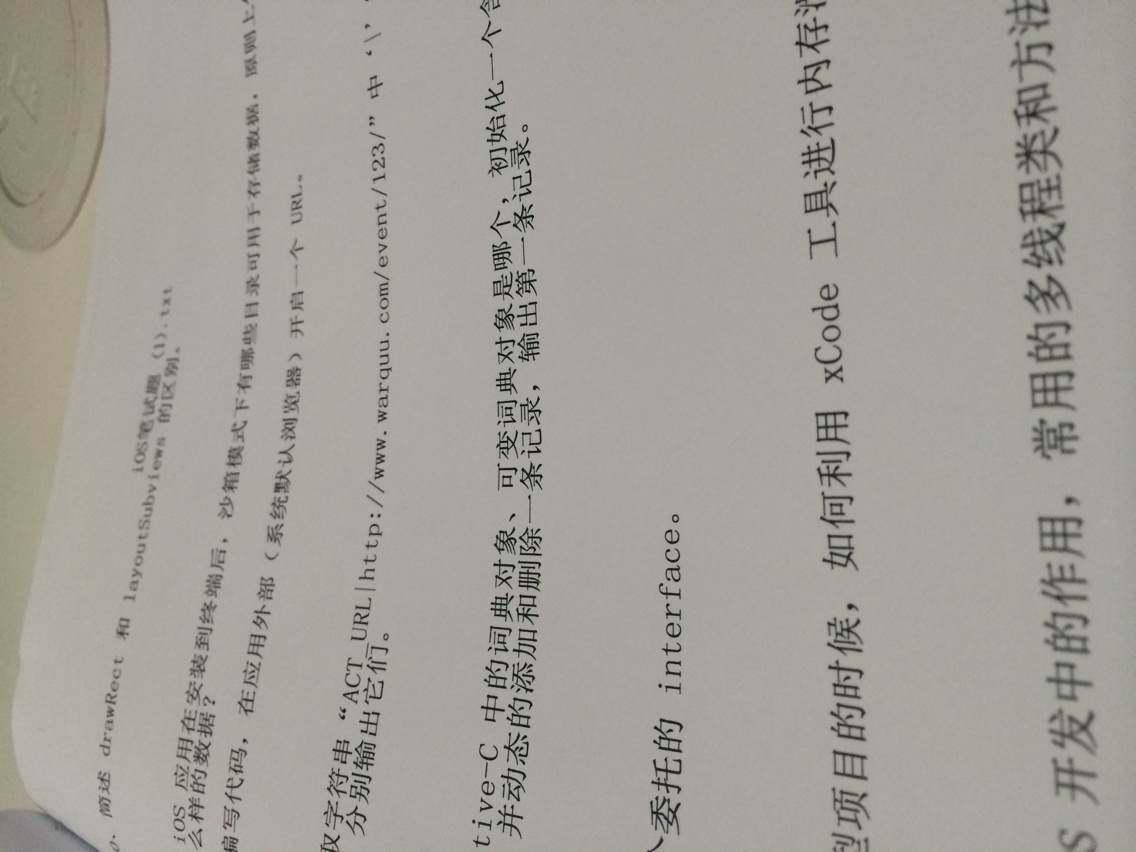 iOS笔试题 (1).txt
0. 简述 drawRect 和 layoutSubviews 的区别。
iOS 应用在安装到终端后，沙箱模式下有哪些目录可用于存储数据，原则上
么样的数据？
编写代码，在应用外部（系统默认浏览器）开启一个 URL。
取字符串“ACT_URL|http://www.warquu.com/event/123/”中‘\’
分别输出它们。
tive-C 中的词典对象、可变词典对象是哪个，初始化一个含
并动态的添加和删除一条记录，输出第一条记录。
个委托的 interface。
型项目的时候，如何利用 xCode 工具进行内存泄
S 开发中的作用，常用的多线程类和方法